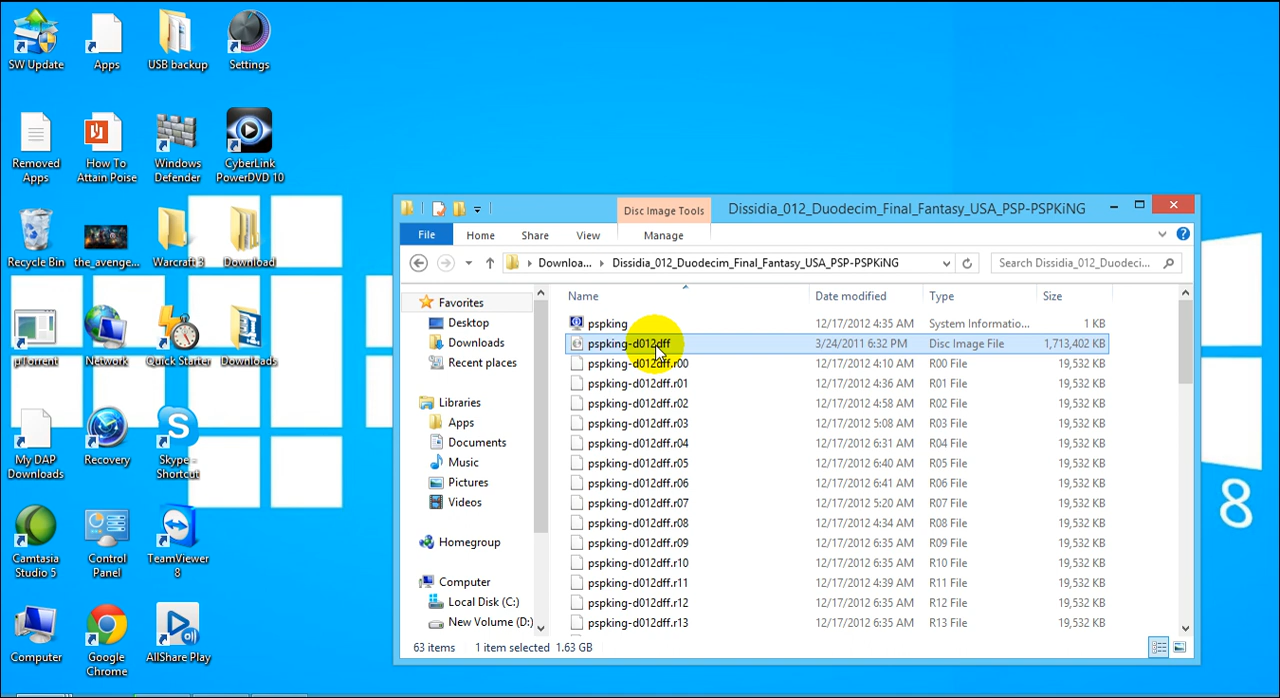 SW Update
Apps
USB backup
Settings
Removed
Apps
How To
Attain Poise
Windows
Defender
CyberLink
PowerDVD 10
Recycle Bin
the_avenge...
Warcraft 3
Download
µTorrent
Network
Quick Starter
Downloads
My DAP
Downloads
Recovery
Skype -
Shortcut
Camtasia
Studio 5
Control
Panel
TeamViewer
8
Computer
Google
Chrome
AllShare Play
8
Disc Image Tools
Dissidia_012_Duodecim_Final_Fantasy_USA_PSP-PSPKiNG
File Home Share View Manage
Downloa... Dissidia_012_Duodecim_Final_Fantasy_USA_PSP-PSPKiNG
Search Dissidia_012_Duodeci...
Favorites
Desktop
Downloads
Recent places
Libraries
Apps
Documents
Music
Pictures
Videos
Homegroup
Computer
Local Disk (C:)
New Volume (D:)
Name Date modified Type Size
pspking 12/17/2012 4:35 AM System Informatio... 1 KB
pspking-d012dff 3/24/2011 6:32 PM Disc Image File 1,713,402 KB
pspking-d012dff.r00 12/17/2012 4:10 AM R00 File 19,532 KB
pspking-d012dff.r01 12/17/2012 4:36 AM R01 File 19,532 KB
pspking-d012dff.r02 12/17/2012 4:58 AM R02 File 19,532 KB
pspking-d012dff.r03 12/17/2012 5:08 AM R03 File 19,532 KB
pspking-d012dff.r04 12/17/2012 6:31 AM R04 File 19,532 KB
pspking-d012dff.r05 12/17/2012 6:40 AM R05 File 19,532 KB
pspking-d012dff.r06 12/17/2012 6:41 AM R06 File 19,532 KB
pspking-d012dff.r07 12/17/2012 5:20 AM R07 File 19,532 KB
pspking-d012dff.r08 12/17/2012 4:34 AM R08 File 19,532 KB
pspking-d012dff.r09 12/17/2012 6:35 AM R09 File 19,532 KB
pspking-d012dff.r10 12/17/2012 6:35 AM R10 File 19,532 KB
pspking-d012dff.r11 12/17/2012 4:39 AM R11 File 19,532 KB
pspking-d012dff.r12 12/17/2012 6:35 AM R12 File 19,532 KB
pspking-d012dff.r13 12/17/2012 6:35 AM R13 File 19,532 KB
63 items 1 item selected 1.63 GB